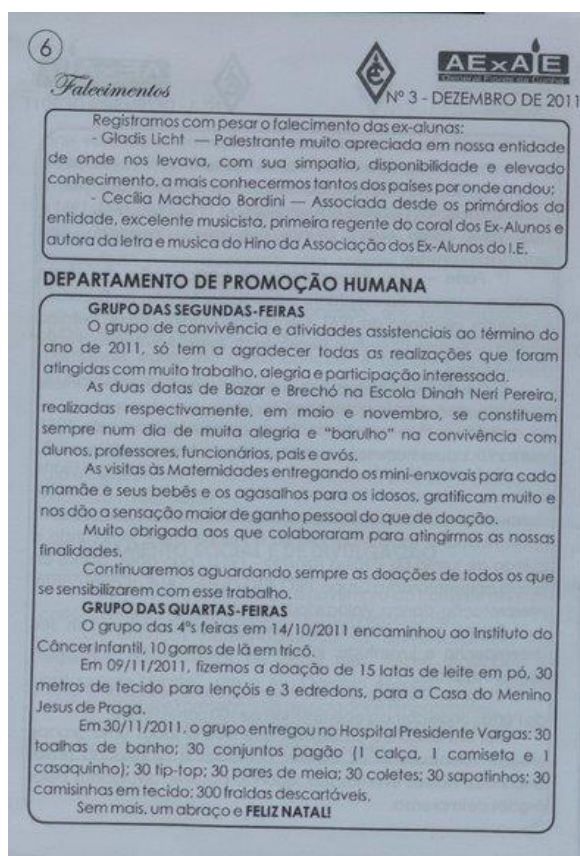 6
Falecimentos
AExAIE
General Flores da Cunha
Nº 3 - DEZEMBRO DE 2011
Registramos com pesar o falecimento das ex-alunas:
- Gladis Licht — Palestrante muito apreciada em nossa entidade
de onde nos levava, com sua simpatia, disponibilidade e elevado
conhecimento, a mais conhecermos tantos dos países por onde andou;
- Cecília Machado Bordini — Associada desde os primórdios da
entidade, excelente musicista, primeira regente do coral dos Ex-Alunos e
autora da letra e musica do Hino da Associação dos Ex-Alunos do I.E.
DEPARTAMENTO DE PROMOÇÃO HUMANA
GRUPO DAS SEGUNDAS-FEIRAS
O grupo de convivência e atividades assistenciais ao término do
ano de 2011, só tem a agradecer todas as realizações que foram
atingidas com muito trabalho, alegria e participação interessada.
As duas datas de Bazar e Brechó na Escola Dinah Neri Pereira,
realizadas respectivamente, em maio e novembro, se constituem
sempre num dia de muita alegria e “barulho” na convivência com
alunos, professores, funcionários, pais e avós.
As visitas às Maternidades entregando os mini-enxovais para cada
mamãe e seus bebês e os agasalhos para os idosos, gratificam muito e
nos dão a sensação maior de ganho pessoal do que de doação.
Muito obrigada aos que colaboraram para atingirmos as nossas
finalidades.
Continuaremos aguardando sempre as doações de todos os que
se sensibilizarem com esse trabalho.
GRUPO DAS QUARTAS-FEIRAS
O grupo das 4ªs feiras em 14/10/2011 encaminhou ao Instituto do
Câncer Infantil, 10 gorros de lã em tricô.
Em 09/11/2011, fizemos a doação de 15 latas de leite em pó, 30
metros de tecido para lençóis e 3 edredons, para a Casa do Menino
Jesus de Praga.
Em 30/11/2011, o grupo entregou no Hospital Presidente Vargas: 30
toalhas de banho; 30 conjuntos pagão (1 calça, 1 camiseta e 1
casaquinho); 30 tip-top; 30 pares de meia; 30 coletes; 30 sapatinhos; 30
camisinhas em tecido; 300 fraldas descartáveis.
Sem mais, um abraço e FELIZ NATAL!